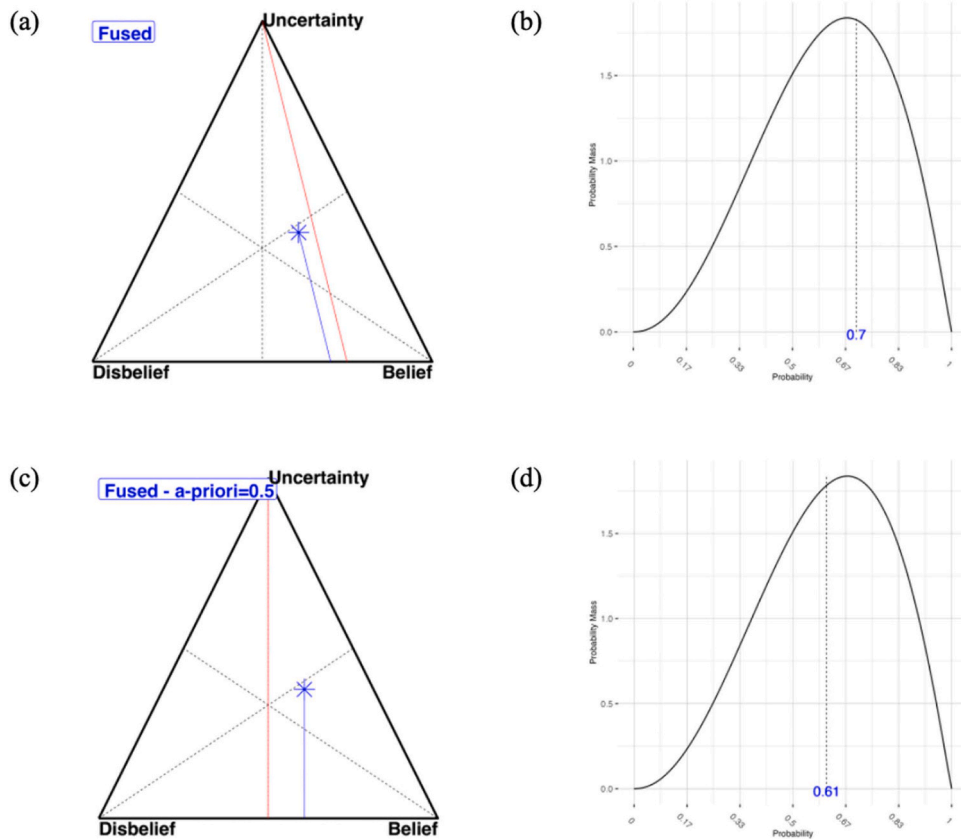 (a)
Fused
Uncertainty
Disbelief
Belief
(b)
Probability Mass
1.5
1.0
0.5
0.0
0.7
0
0.17
0.33
0.5
0.67
0.83
1
Probability
(c)
Fused - a-priori=0.5
Uncertainty
Disbelief
Belief
(d)
Probability Mass
1.5
1.0
0.5
0.0
0.61
0
0.17
0.33
0.5
0.67
0.83
1
Probability